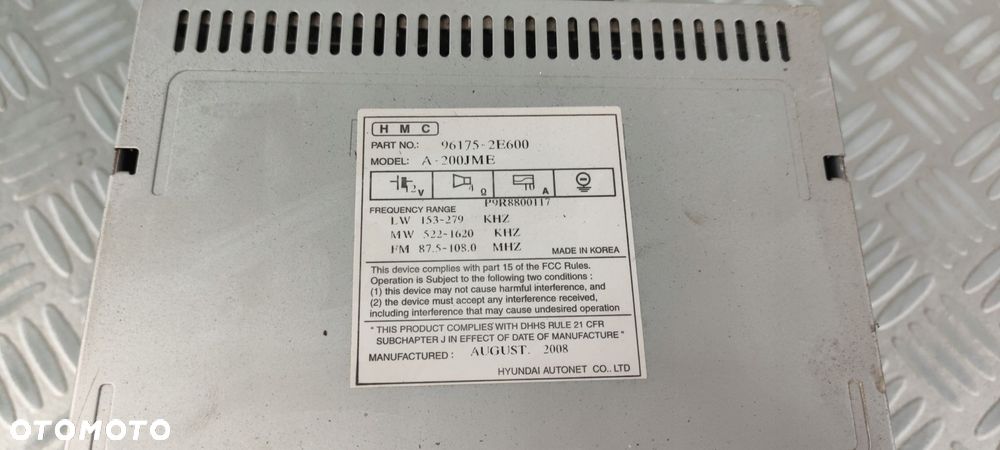 H M C
PART NO.: 96175-2E600
MODEL: A-200JME
12 V 4 Ω 10 A
P9R8800117
FREQUENCY RANGE
LW 153-279 KHZ
MW 522-1620 KHZ
FM 87.5-108.0 MHZ
MADE IN KOREA
This device complies with part 15 of the FCC Rules.
Operation is Subject to the following two conditions :
(1) this device may not cause harmful interference, and
(2) the device must accept any interference received,
including interference that may cause undesired operation
" THIS PRODUCT COMPLIES WITH DHHS RULE 21 CFR
SUBCHAPTER J IN EFFECT OF DATE OF MANUFACTURE "
MANUFACTURED : AUGUST. 2008
HYUNDAI AUTONET CO., LTD
OTOMOTO